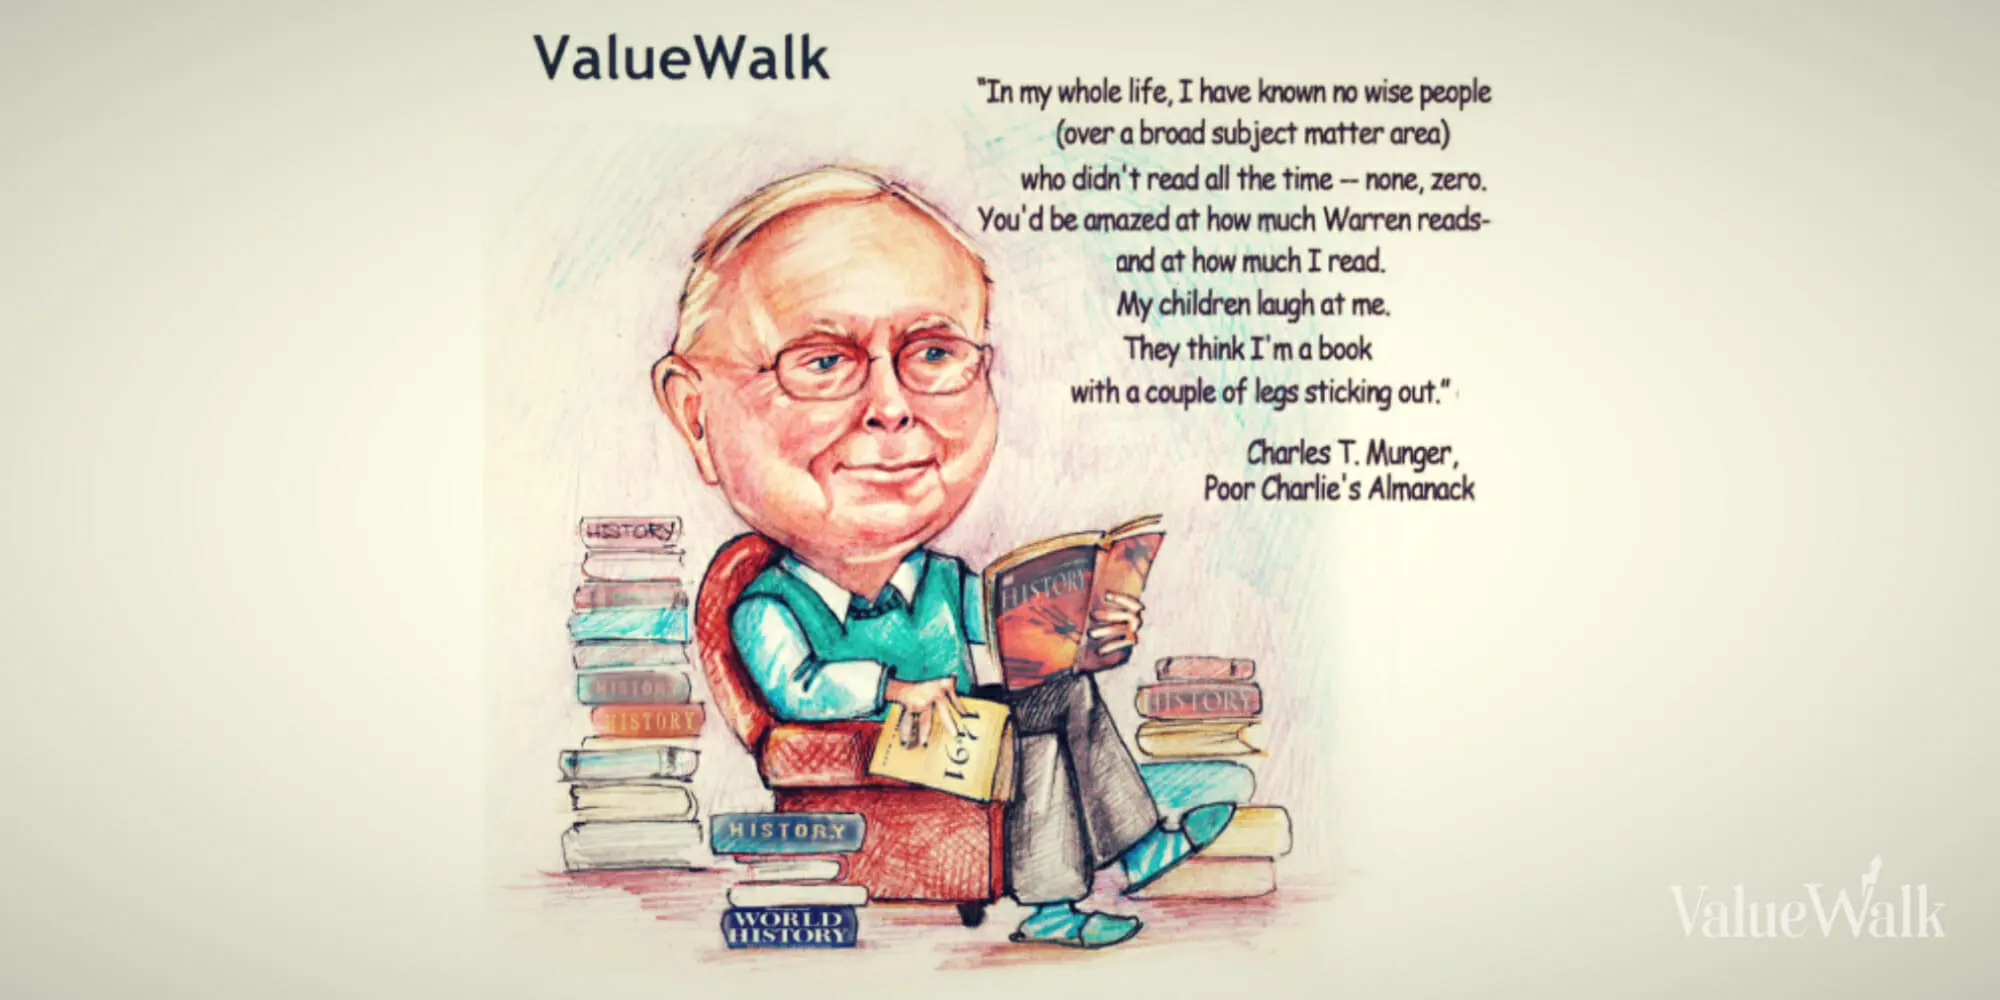 ValueWalk
"In my whole life, I have known no wise people
(over a broad subject matter area)
who didn't read all the time -- none, zero.
You'd be amazed at how much Warren reads-
and at how much I read.
My children laugh at me.
They think I'm a book
with a couple of legs sticking out."
Charles T. Munger,
Poor Charlie's Almanack
HISTORY
HISTORY
HISTORY
HISTORY
HISTORY
1491
HISTORY
WORLD
HISTORY
ValueWalk